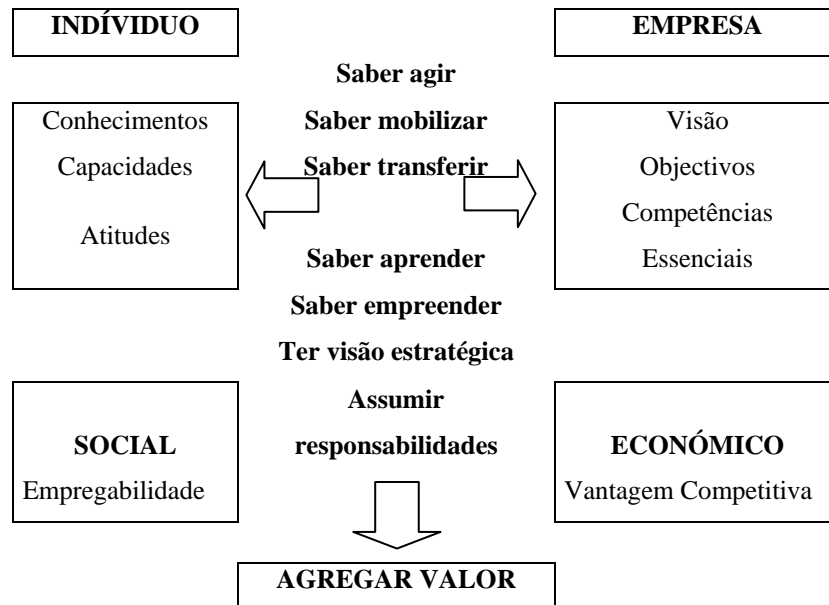 INDÍVIDUO
EMPRESA
Saber agir
Saber mobilizar
Saber transferir
Conhecimentos
Capacidades
Atitudes
Visão
Objectivos
Competências
Essenciais
Saber aprender
Saber empreender
Ter visão estratégica
Assumir
responsabilidades
SOCIAL
Empregabilidade
ECONÓMICO
Vantagem Competitiva
AGREGAR VALOR